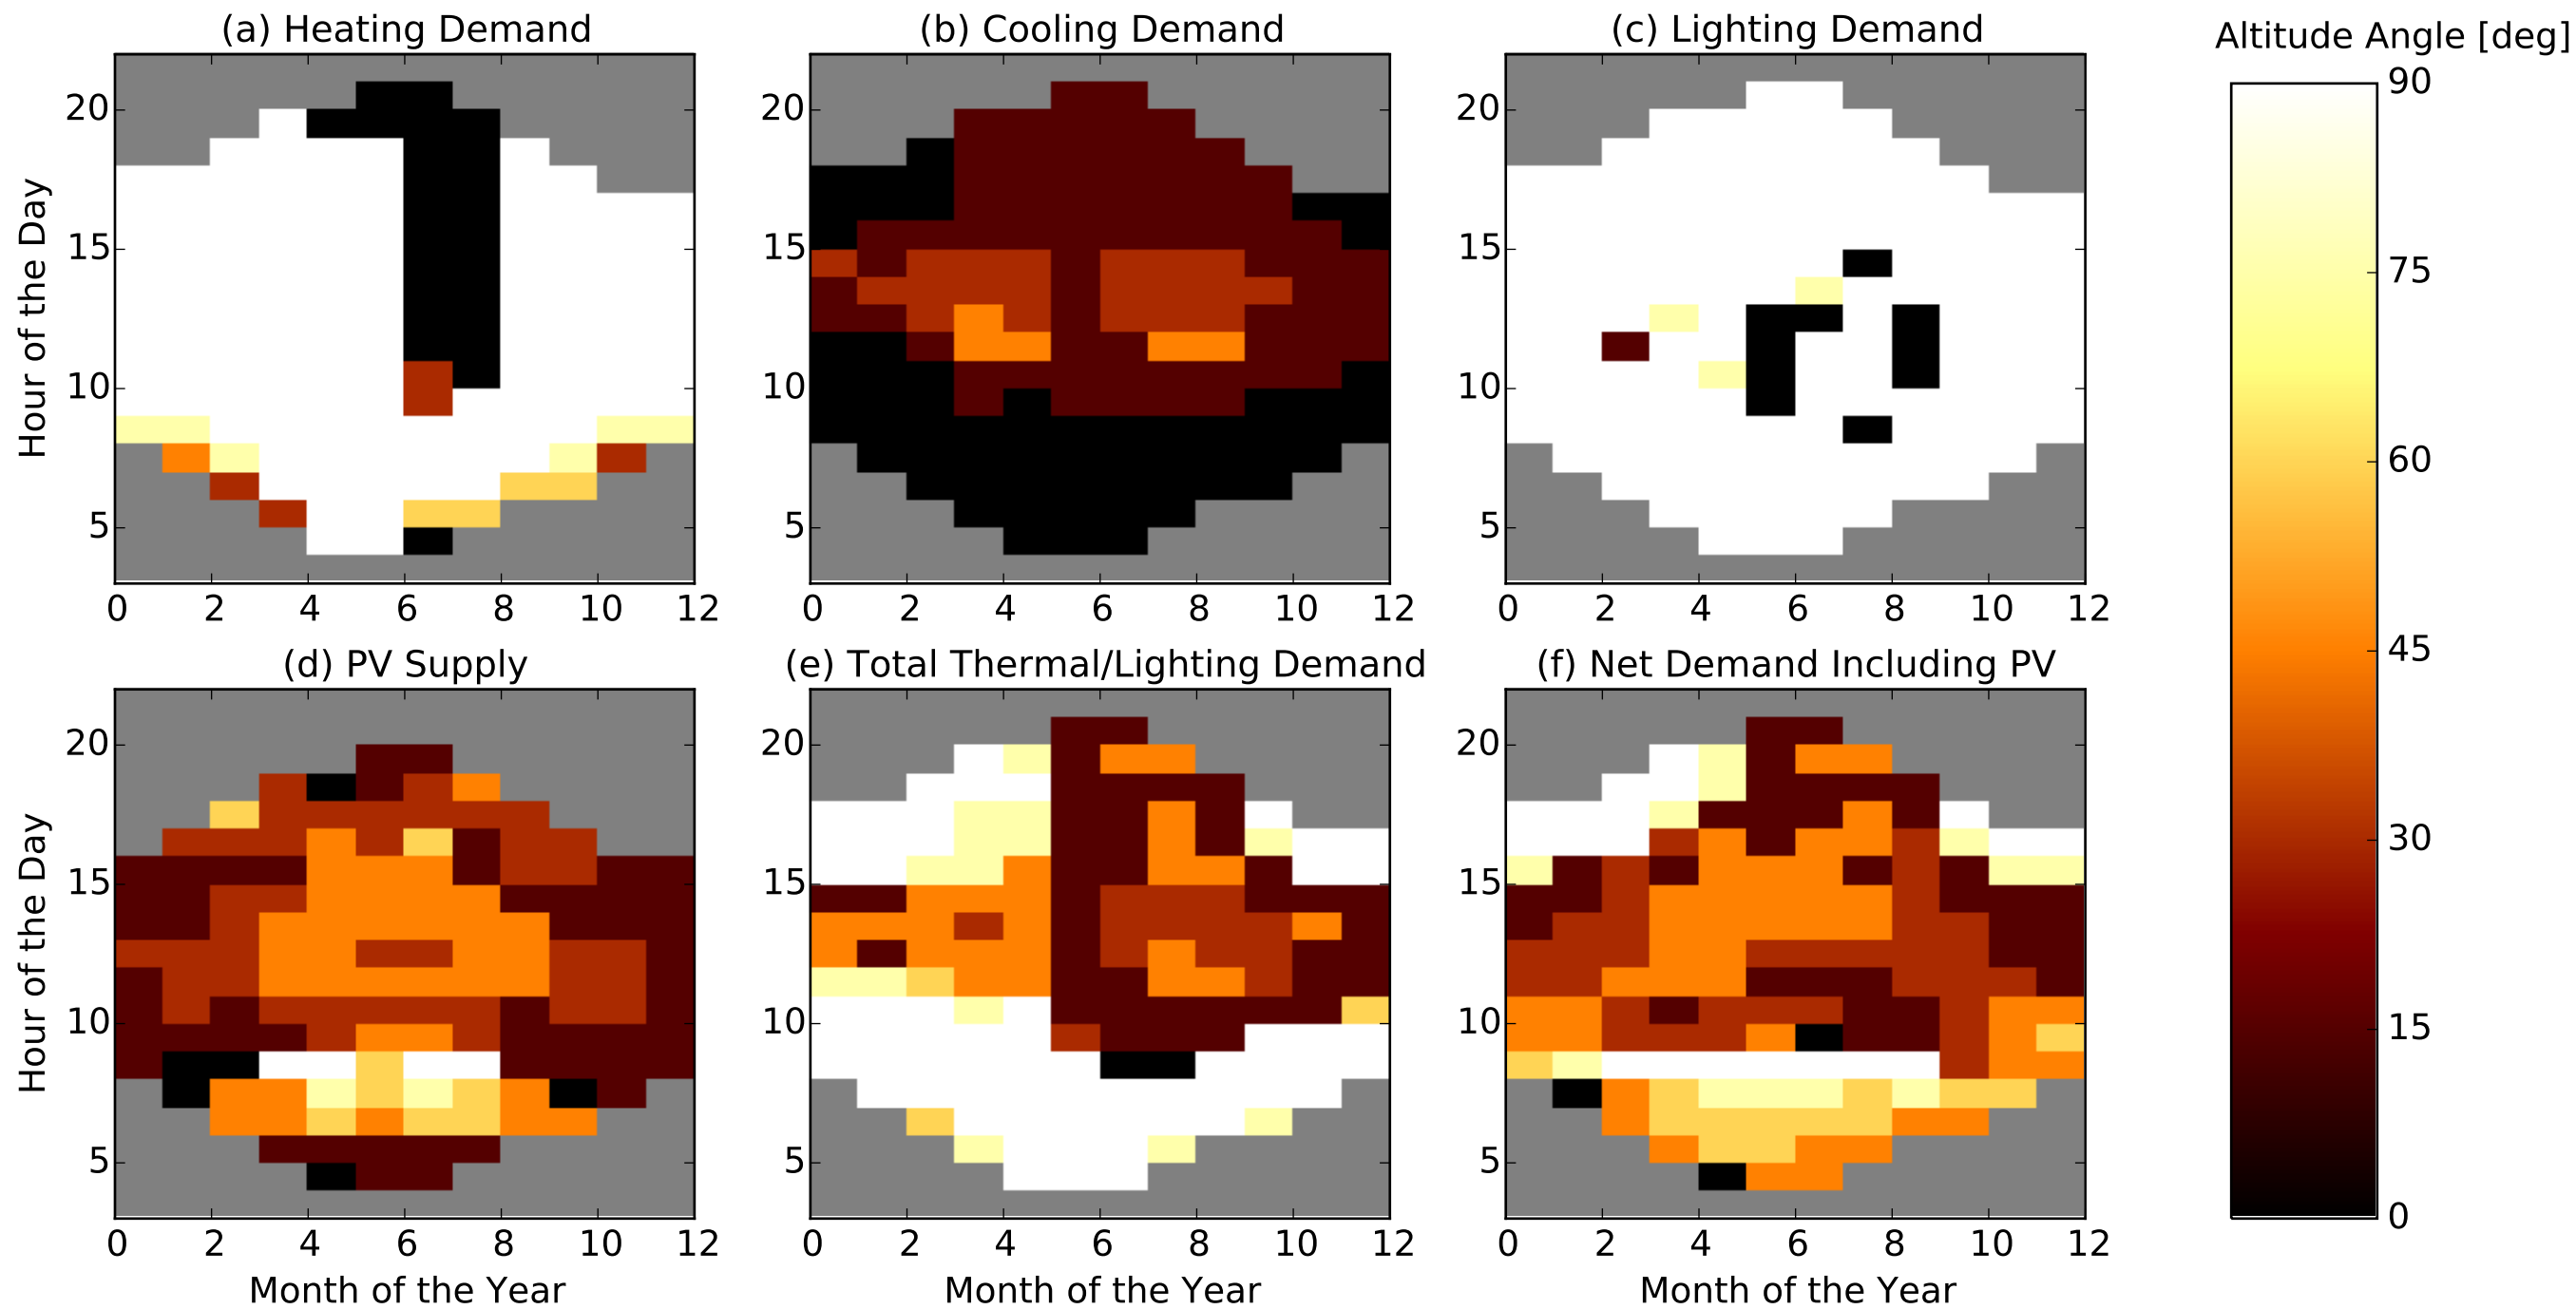 (a) Heating Demand
(b) Cooling Demand
(c) Lighting Demand
Altitude Angle [deg]
Hour of the Day
20
15
10
5
0 2 4 6 8 10 12
20
15
10
5
0 2 4 6 8 10 12
20
15
10
5
0 2 4 6 8 10 12
90
75
60
45
30
15
0
(d) PV Supply
(e) Total Thermal/Lighting Demand
(f) Net Demand Including PV
Hour of the Day
20
15
10
5
0 2 4 6 8 10 12
Month of the Year
20
15
10
5
0 2 4 6 8 10 12
Month of the Year
20
15
10
5
0 2 4 6 8 10 12
Month of the Year